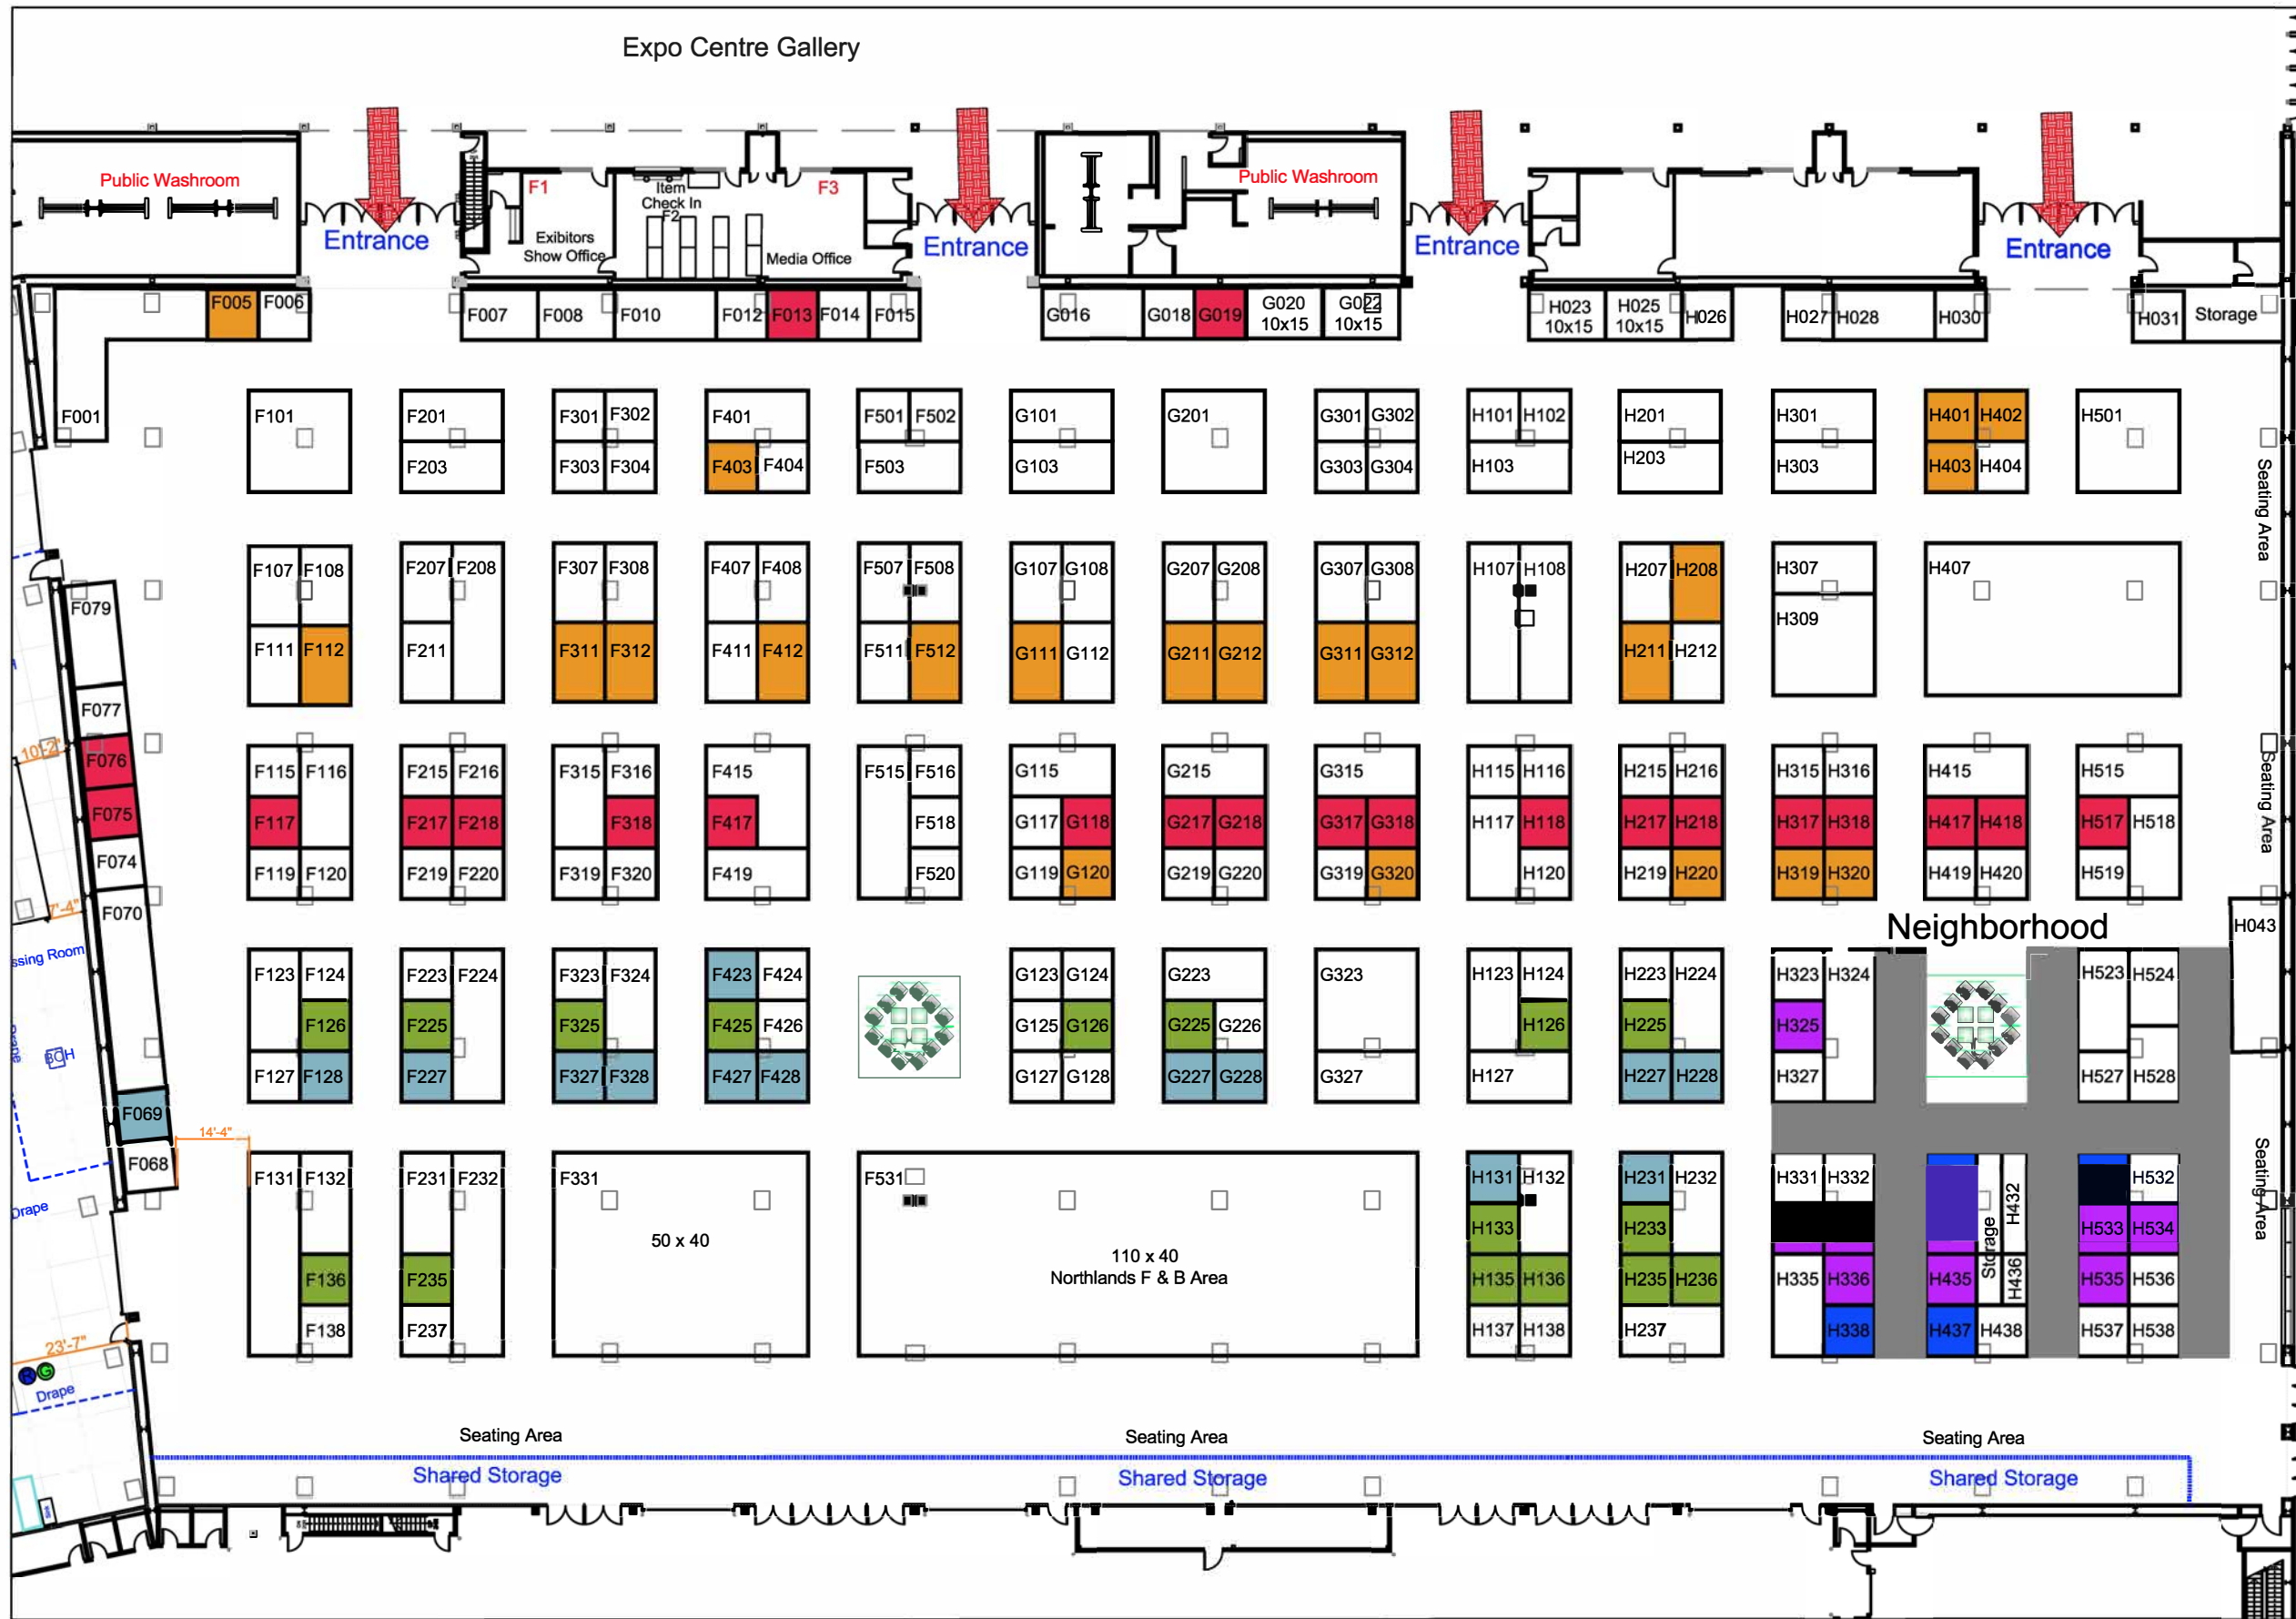 Expo Centre Gallery
Public Washroom
F1
Item
Check In
F2
F3
Public Washroom
Exibitors
Show Office
Media Office
Entrance
Entrance
Entrance
Entrance
F005 F006
F007 F008 F010 F012 F013 F014 F015
G016 G018 G019 G020 G022
10x15 10x15
H023 H025 H026 H027 H028 H030 H031 Storage
10x15 10x15
F001
F101 F201 F301 F302 F401 F501 F502 G101 G201 G301 G302 H101 H102 H201 H301 H401 H402 H501
F203 F303 F304 F403 F404 F503 G103 G303 G304 H103 H203 H303 H403 H404
Seating Area
F107 F108 F207 F208 F307 F308 F407 F408 F507 F508 G107 G108 G207 G208 G307 G308 H107 H108 H207 H208 H307 H407
F079
H309
F111 F112 F211 F311 F312 F411 F412 F511 F512 G111 G112 G211 G212 G311 G312 H211 H212
F077
10'-2"
F076
F115 F116 F215 F216 F315 F316 F415 F515 F516 G115 G215 G315 H115 H116 H215 H216 H315 H316 H415 H515
Seating Area
F075
F117 F217 F218 F318 F417 F518 G117 G118 G217 G218 G317 G318 H117 H118 H217 H218 H317 H318 H417 H418 H517 H518
F074
F119 F120 F219 F220 F319 F320 F419 F520 G119 G120 G219 G220 G319 G320 H120 H219 H220 H319 H320 H419 H420 H519
7'-4"
F070
Neighborhood
H043
ssing Room
F123 F124 F223 F224 F323 F324 F423 F424 G123 G124 G223 G323 H123 H124 H223 H224 H323 H324 H523 H524
F126 F225 F325 F425 F426 G125 G126 G225 G226 H126 H225 H325
BCH
F127 F128 F227 F327 F328 F427 F428 G127 G128 G227 G228 G327 H127 H227 H228 H327 H527 H528
F069
14'-4"
F068
F131 F132 F231 F232 F331 F531 H131 H132 H231 H232 H331 H332 H532
Drape
Seating Area
H432
50 x 40
110 x 40
Northlands F & B Area
H133 H233 H533 H534
Storage
F136 F235 H135 H136 H235 H236 H335 H336 H435 H436 H535 H536
F138 F237 H137 H138 H237 H338 H437 H438 H537 H538
23'-7"
R G
Drape
Seating Area
Seating Area
Seating Area
Shared Storage
Shared Storage
Shared Storage